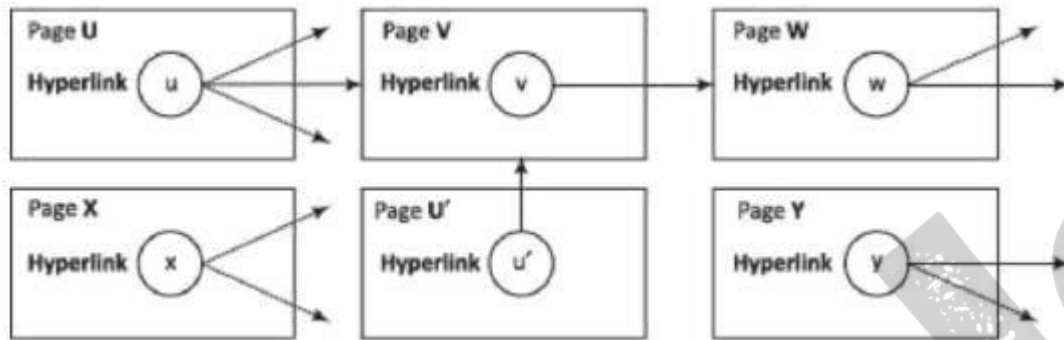 Page U
Hyperlink u
Page V
Hyperlink v
Page W
Hyperlink w
Page X
Hyperlink x
Page U′
Hyperlink u′
Page Y
Hyperlink y